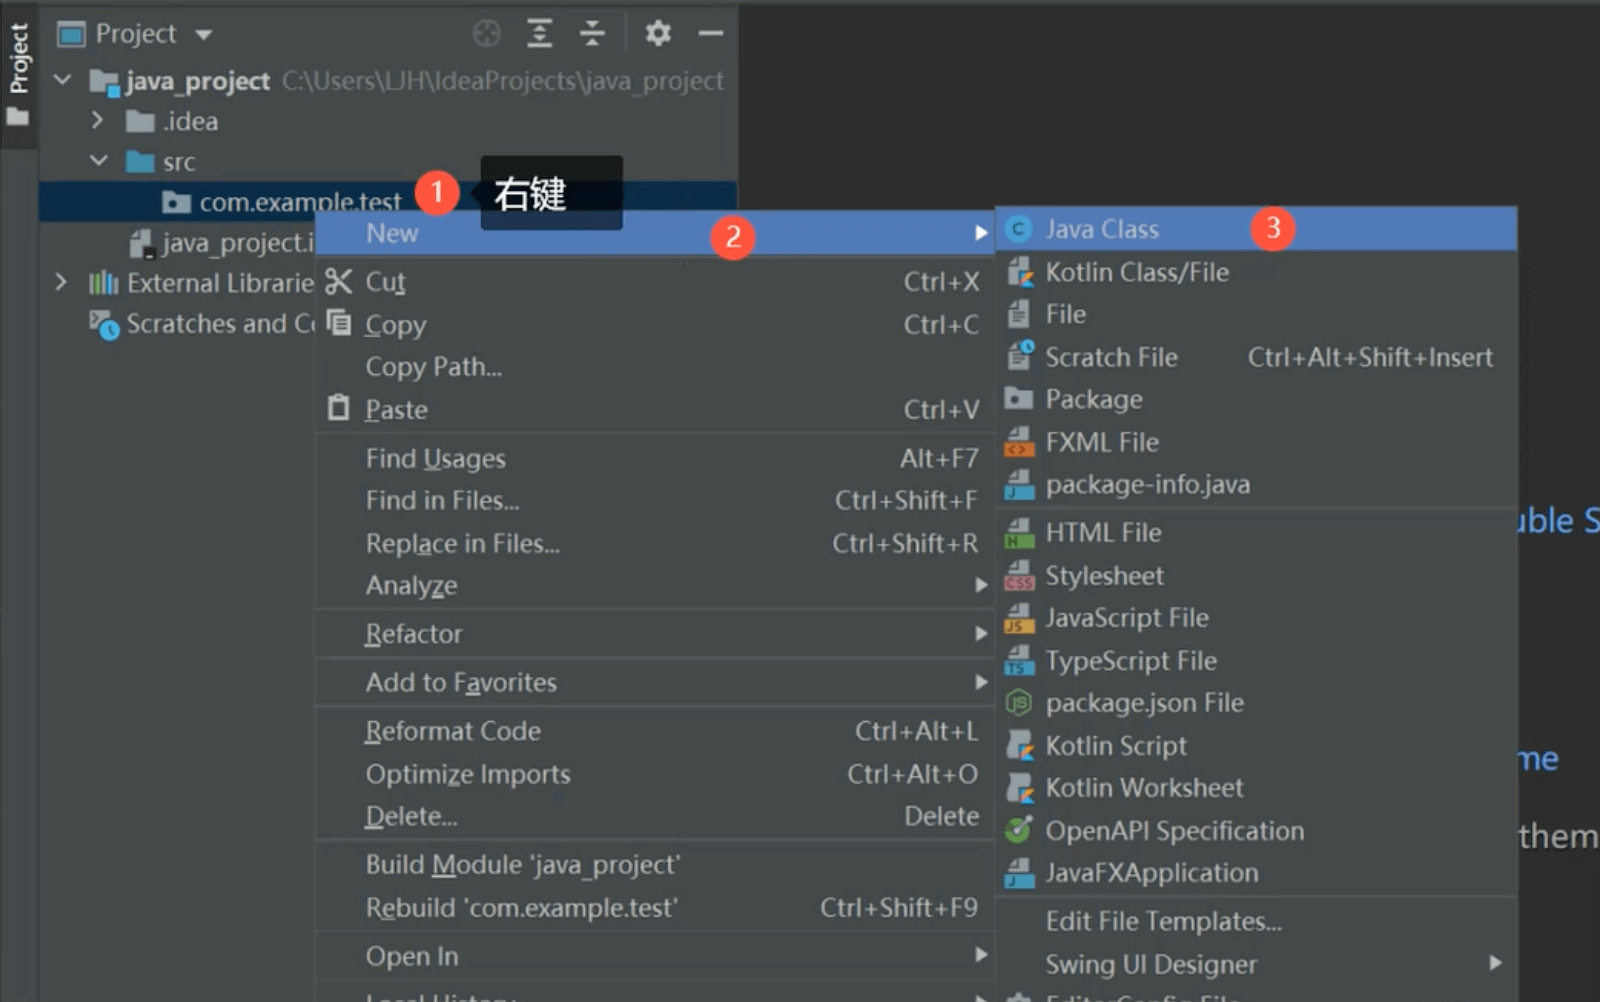 Project
Project
java_project C:\Users\LJH\IdeaProjects\java_project
.idea
src
com.example.test 1 右键
java_project.i
External Librarie
Scratches and Co
New 2
Cut Ctrl+X
Copy Ctrl+C
Copy Path...
Paste Ctrl+V
Find Usages Alt+F7
Find in Files... Ctrl+Shift+F
Replace in Files... Ctrl+Shift+R
Analyze
Refactor
Add to Favorites
Reformat Code Ctrl+Alt+L
Optimize Imports Ctrl+Alt+O
Delete... Delete
Build Module 'java_project'
Rebuild 'com.example.test' Ctrl+Shift+F9
Open In
Local History
Java Class 3
Kotlin Class/File
File
Scratch File Ctrl+Alt+Shift+Insert
Package
FXML File
package-info.java
HTML File
Stylesheet
JavaScript File
TypeScript File
package.json File
Kotlin Script
Kotlin Worksheet
OpenAPI Specification
JavaFXApplication
Edit File Templates...
Swing UI Designer
EditorConfig File
uble S
me
them